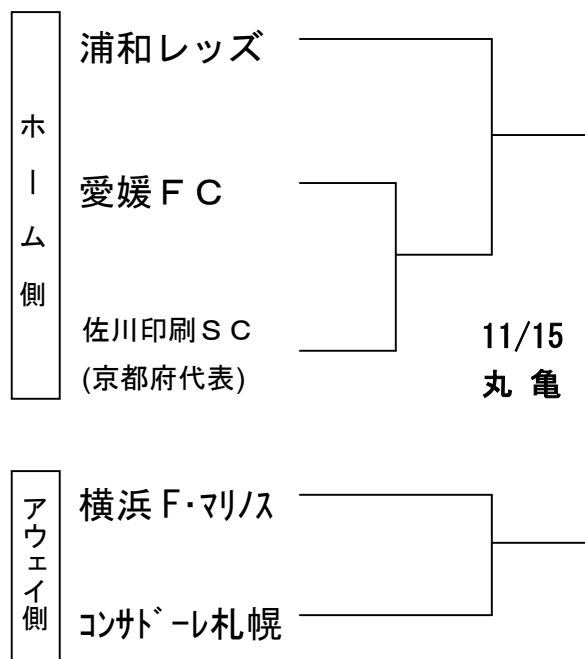 ホーム側
浦和レッズ
愛媛ＦＣ
佐川印刷ＳＣ
(京都府代表)
11/15
丸 亀
アウェイ側
横浜Ｆ･ﾏﾘﾉｽ
ｺﾝｻﾄﾞｰﾚ札幌